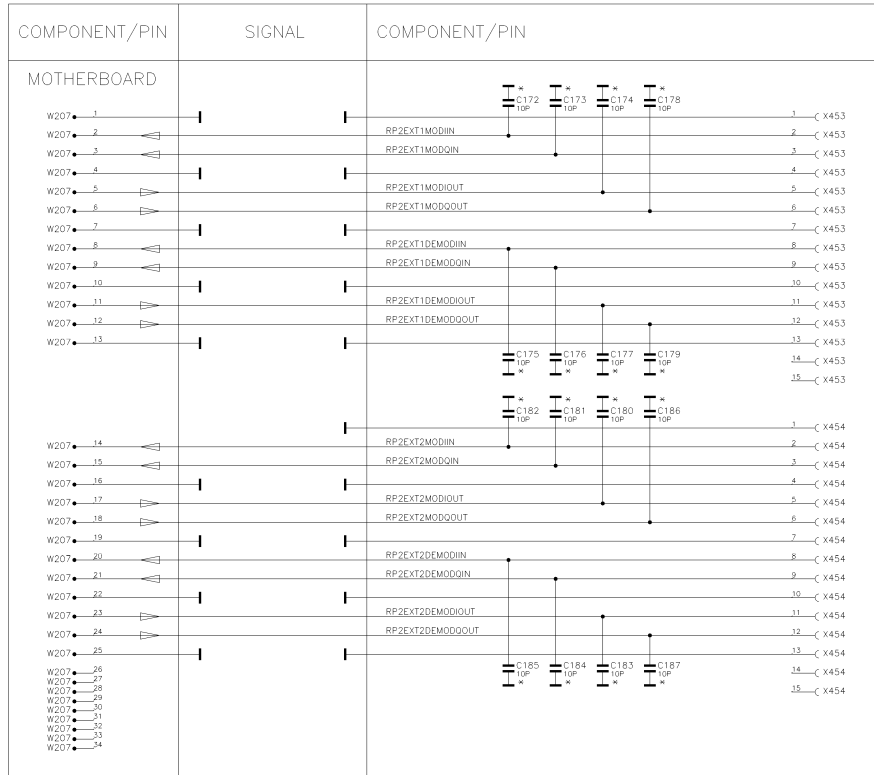 COMPONENT/PIN SIGNAL COMPONENT/PIN
MOTHERBOARD
* * * *
C172 C173 C174 C178
10P 10P 10P 10P
W207 1 1 X453
W207 2 RP2EXT1MODIIN 2 X453
W207 3 RP2EXT1MODQIN 3 X453
W207 4 4 X453
W207 5 RP2EXT1MODIOUT 5 X453
W207 6 RP2EXT1MODQOUT 6 X453
W207 7 7 X453
W207 8 RP2EXT1DEMODIIN 8 X453
W207 9 RP2EXT1DEMODQIN 9 X453
W207 10 10 X453
W207 11 RP2EXT1DEMODIOUT 11 X453
W207 12 RP2EXT1DEMODQOUT 12 X453
W207 13 13 X453
C175 C176 C177 C179
10P 10P 10P 10P
* * * *
14 X453
15 X453
* * * *
C182 C181 C180 C186
10P 10P 10P 10P
1 X454
W207 14 RP2EXT2MODIIN 2 X454
W207 15 RP2EXT2MODQIN 3 X454
W207 16 4 X454
W207 17 RP2EXT2MODIOUT 5 X454
W207 18 RP2EXT2MODQOUT 6 X454
W207 19 7 X454
W207 20 RP2EXT2DEMODIIN 8 X454
W207 21 RP2EXT2DEMODQIN 9 X454
W207 22 10 X454
W207 23 RP2EXT2DEMODIOUT 11 X454
W207 24 RP2EXT2DEMODQOUT 12 X454
W207 25 13 X454
C185 C184 C183 C187
10P 10P 10P 10P
* * * *
W207 26 14 X454
W207 27
W207 28 15 X454
W207 29
W207 30
W207 31
W207 32
W207 33
W207 34